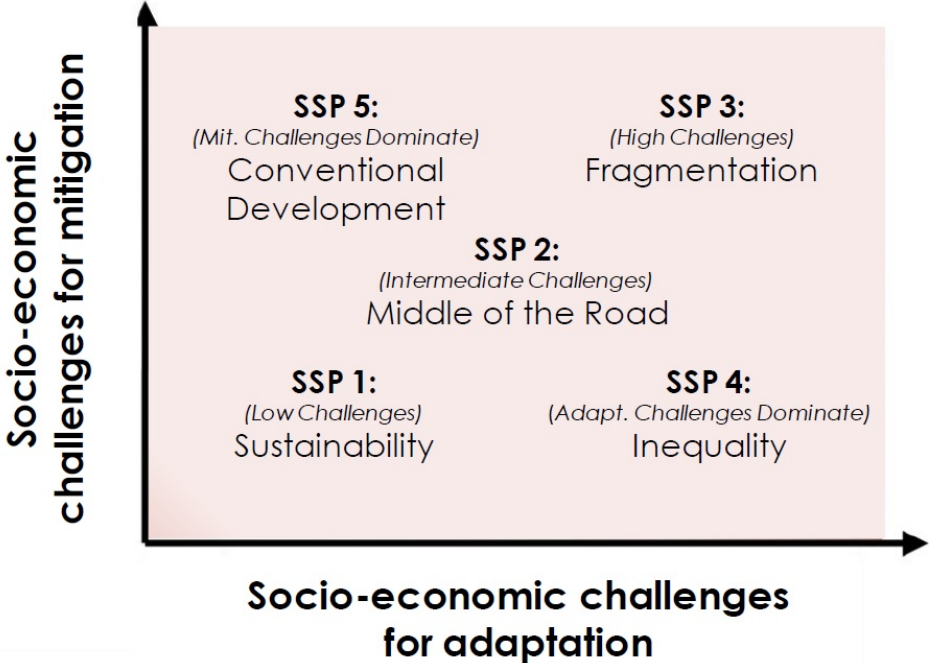 Socio-economic
challenges for mitigation
SSP 5:
(Mit. Challenges Dominate)
Conventional
Development
SSP 3:
(High Challenges)
Fragmentation
SSP 2:
(Intermediate Challenges)
Middle of the Road
SSP 1:
(Low Challenges)
Sustainability
SSP 4:
(Adapt. Challenges Dominate)
Inequality
Socio-economic challenges
for adaptation